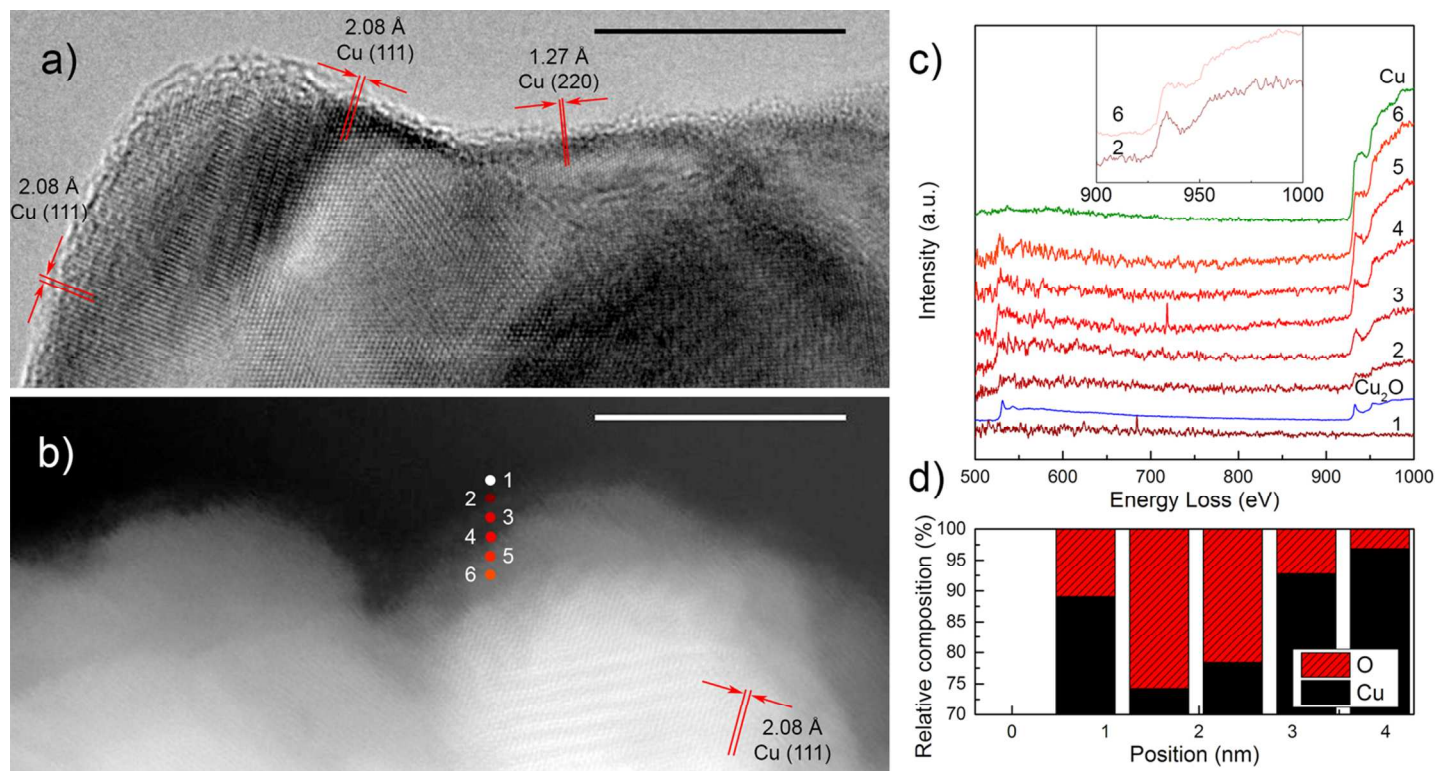 a)
2.08 Å
Cu (111)
1.27 Å
Cu (220)
2.08 Å
Cu (111)
b)
1
2
3
4
5
6
2.08 Å
Cu (111)
c)
Intensity (a.u.)
6
2
900 950 1000
Cu
6
5
4
3
2
Cu2O
1
500 600 700 800 900 1000
Energy Loss (eV)
d)
Relative composition (%)
100
95
90
85
80
75
70
O
Cu
0 1 2 3 4
Position (nm)